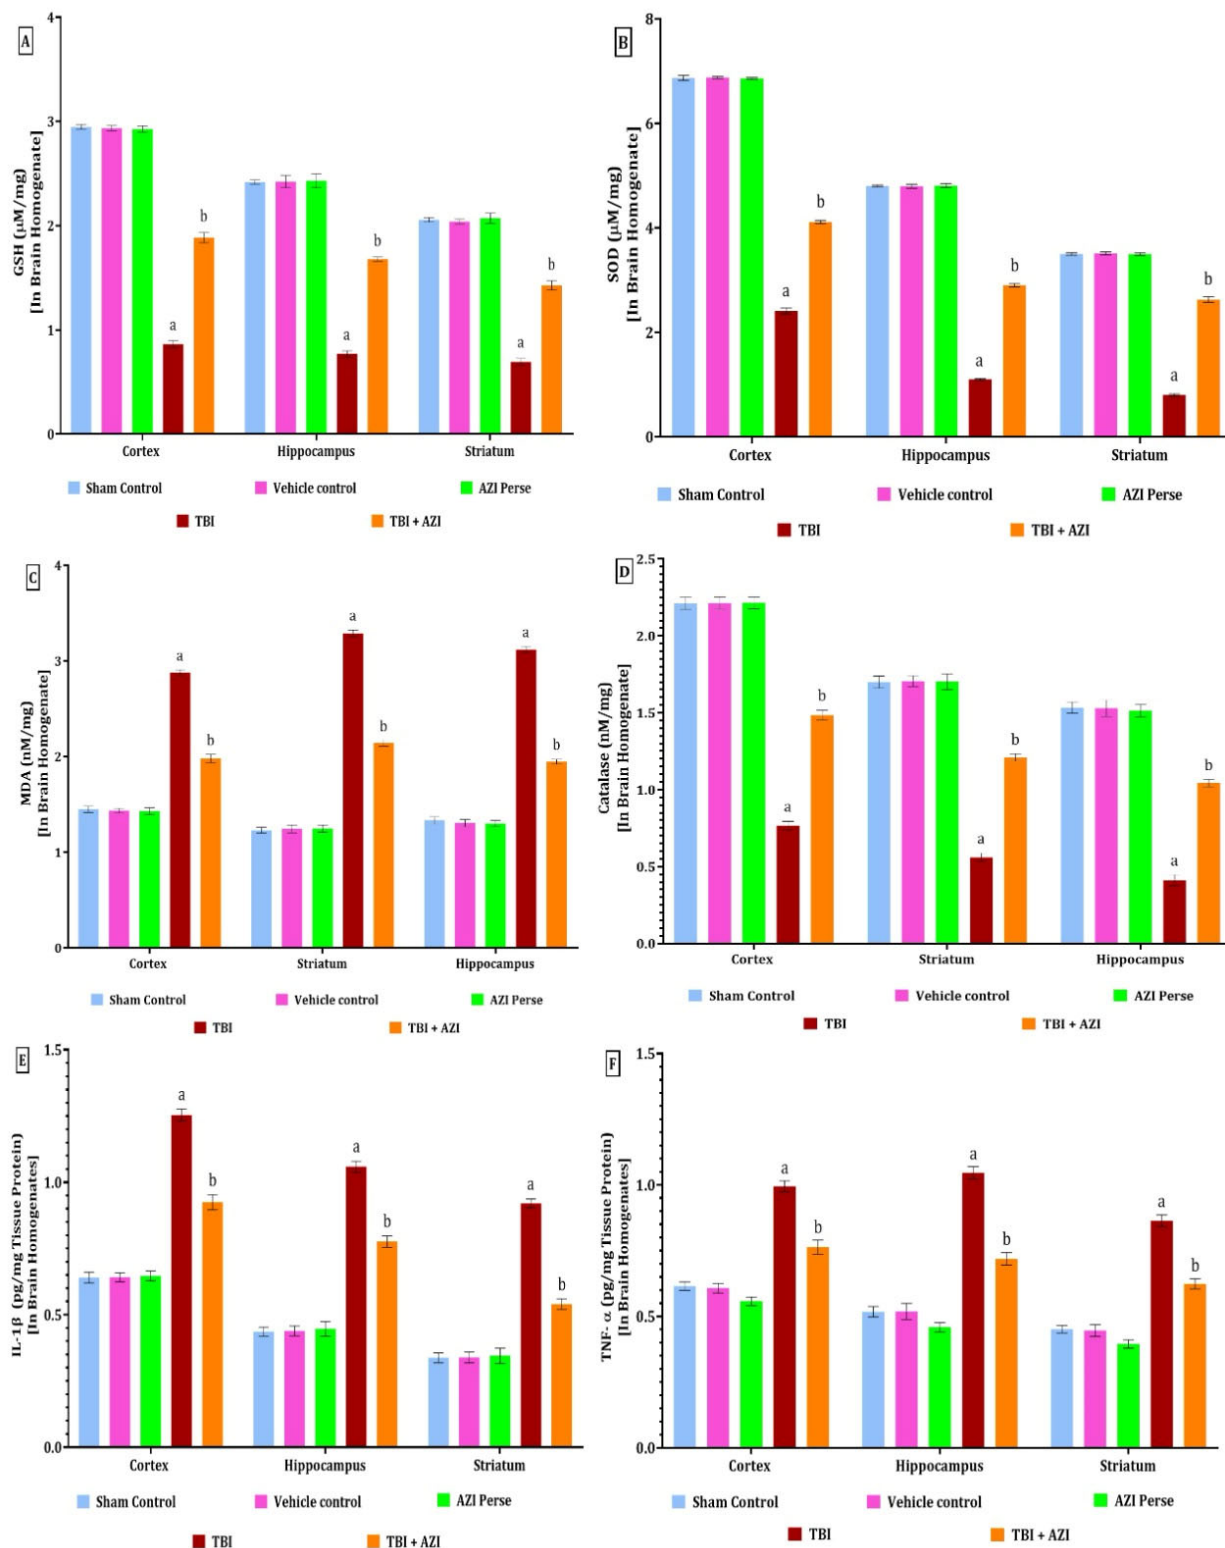 A
GSH (μM/mg)
[In Brain Homogenate]
4
3
2
1
0
a
b
a
b
a
b
Cortex
Hippocampus
Striatum
Sham Control
Vehicle control
AZI Perse
TBI
TBI + AZI
B
SOD (μM/mg)
[In Brain Homogenate]
8
6
4
2
0
a
b
a
b
a
b
Cortex
Hippocampus
Striatum
Sham Control
Vehicle control
AZI Perse
TBI
TBI + AZI
C
MDA (nM/mg)
[In Brain Homogenate]
4
3
2
1
0
a
b
a
b
a
b
Cortex
Striatum
Hippocampus
Sham Control
Vehicle control
AZI Perse
TBI
TBI + AZI
D
Catalase (nM/mg)
[In Brain Homogenate]
2.5
2.0
1.5
1.0
0.5
0.0
a
b
a
b
a
b
Cortex
Striatum
Hippocampus
Sham Control
Vehicle control
AZI Perse
TBI
TBI + AZI
E
IL-1β (pg/mg Tissue Protein)
[In Brain Homogenates]
1.5
1.0
0.5
0.0
a
b
a
b
a
b
Cortex
Hippocampus
Striatum
Sham Control
Vehicle control
AZI Perse
TBI
TBI + AZI
F
TNF- α (pg/mg Tissue Protein)
[In Brain Homogenates]
1.5
1.0
0.5
0.0
a
b
a
b
a
b
Cortex
Hippocampus
Striatum
Sham Control
Vehicle control
AZI Perse
TBI
TBI + AZI